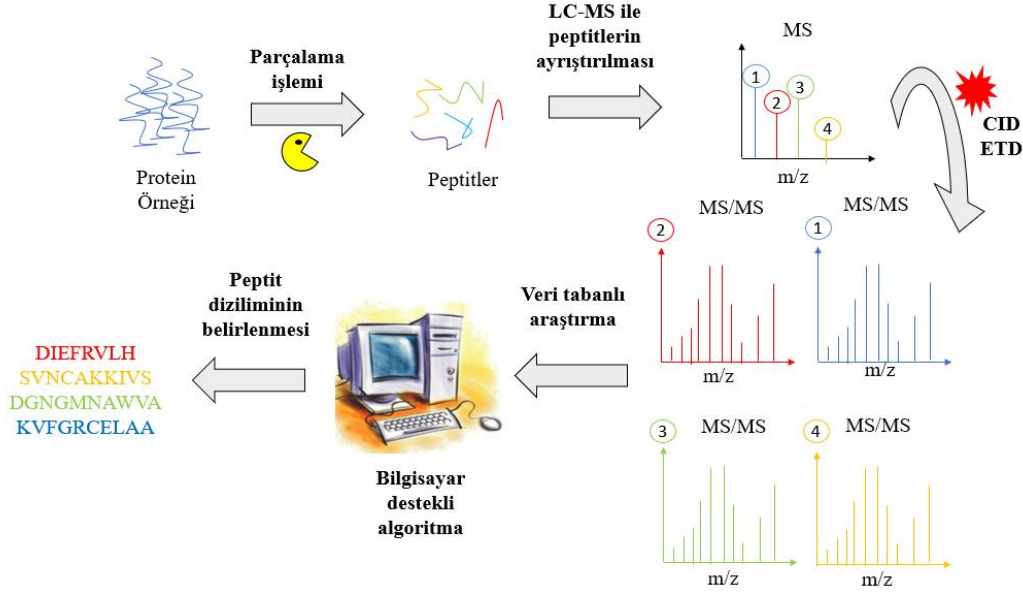 Protein
Örneği
Parçalama
işlemi
Peptitler
LC-MS ile
peptitlerin
ayrıştırılması
MS
1
2
3
4
m/z
CID
ETD
MS/MS
2
m/z
MS/MS
1
m/z
3
MS/MS
m/z
4
MS/MS
m/z
Veri tabanlı
araştırma
Bilgisayar
destekli
algoritma
Peptit
diziliminin
belirlenmesi
DIEFRVLH
SVNCAKKIVS
DGNGMNAWVA
KVFGRCELAA